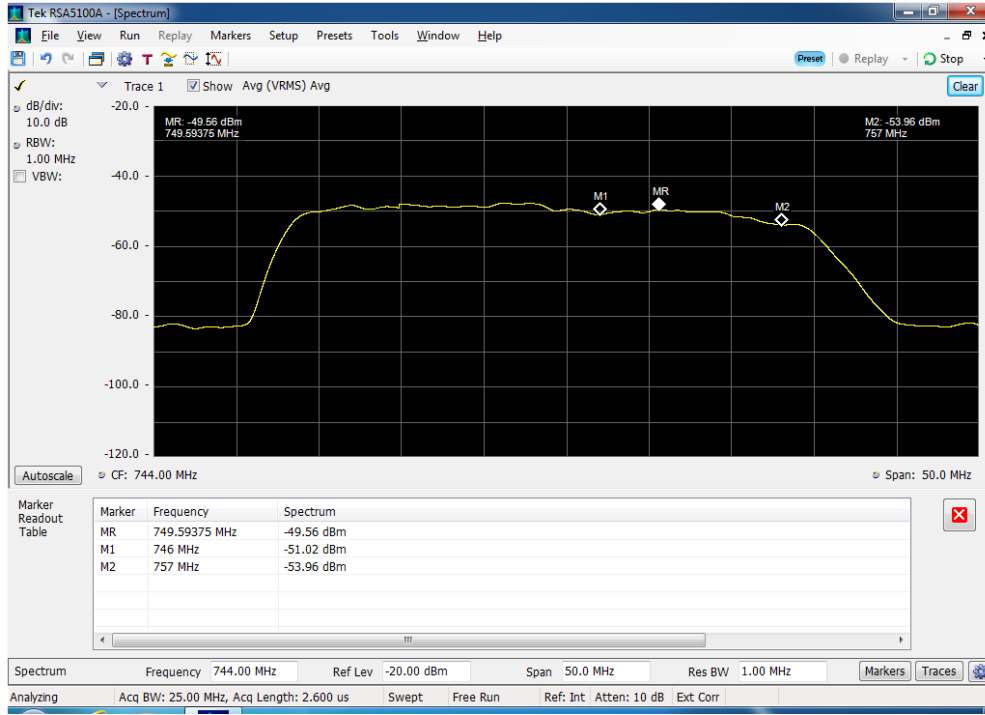 Tek RSA5100A - [Spectrum]
File View Run Replay Markers Setup Presets Tools Window Help
T Preset Replay Stop
Trace 1 Show Avg (VRMS) Avg Clear
dB/div:
10.0 dB
RBW:
1.00 MHz
VBW:
-20.0 -
-40.0 -
-60.0 -
-80.0 -
-100.0 -
-120.0 -
MR: -49.56 dBm
749.59375 MHz
M2: -53.96 dBm
757 MHz
M1 MR M2
Autoscale CF: 744.00 MHz Span: 50.0 MHz
Marker
Readout
Table
Marker Frequency Spectrum
MR 749.59375 MHz -49.56 dBm
M1 746 MHz -51.02 dBm
M2 757 MHz -53.96 dBm
Spectrum Frequency 744.00 MHz Ref Lev -20.00 dBm Span 50.0 MHz Res BW 1.00 MHz Markers Traces
Analyzing Acq BW: 25.00 MHz, Acq Length: 2.600 us Swept Free Run Ref: Int Atten: 10 dB Ext Corr